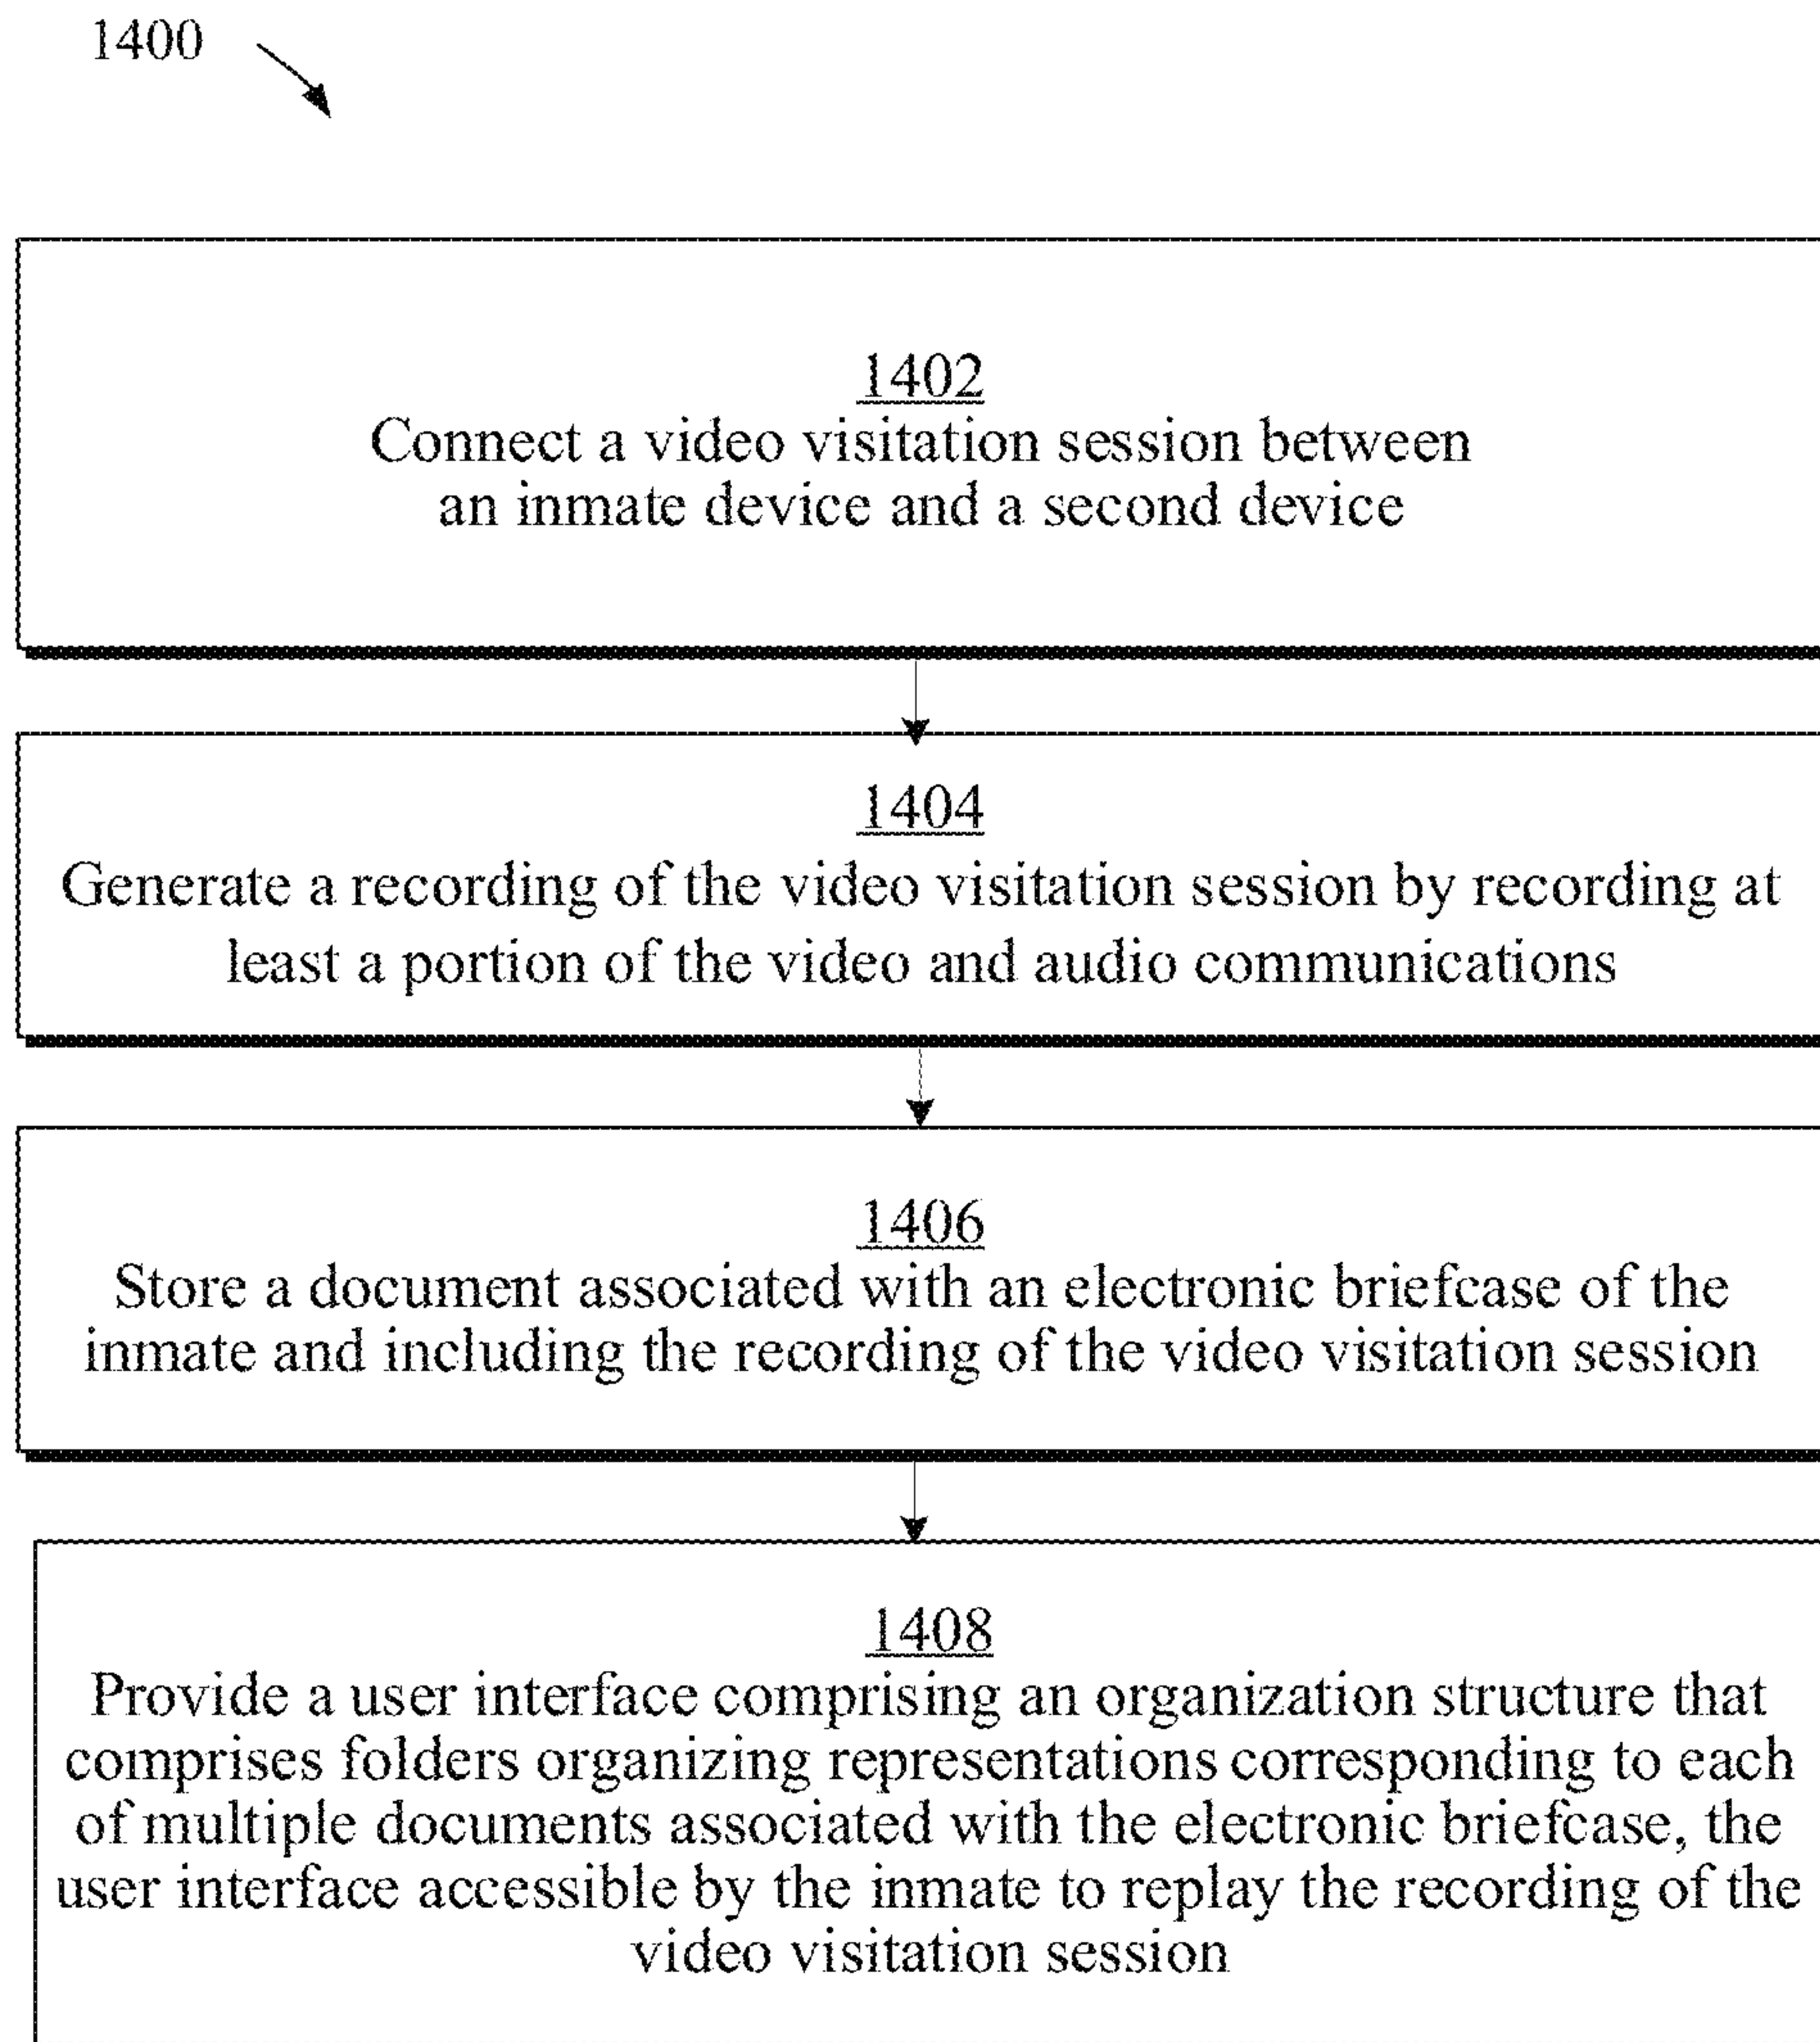 1400
1402
Connect a video visitation session between
an inmate device and a second device
1404
Generate a recording of the video visitation session by recording at
least a portion of the video and audio communications
1406
Store a document associated with an electronic briefcase of the
inmate and including the recording of the video visitation session
1408
Provide a user interface comprising an organization structure that
comprises folders organizing representations corresponding to each
of multiple documents associated with the electronic briefcase, the
user interface accessible by the inmate to replay the recording of the
video visitation session